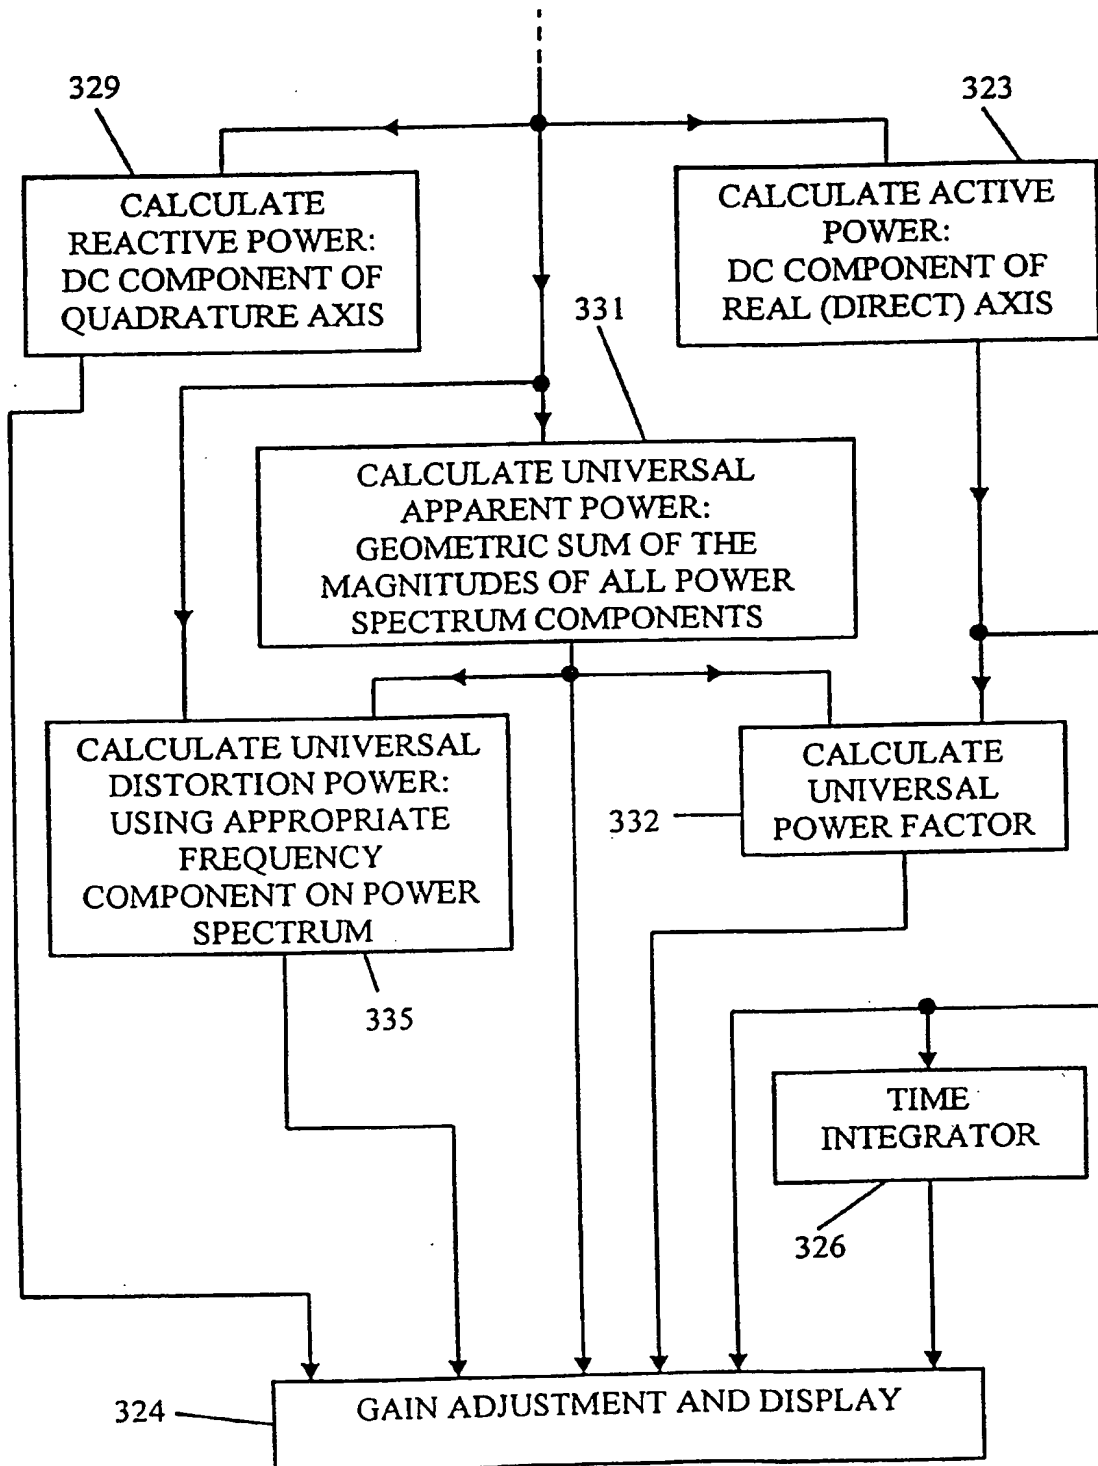 329
323
CALCULATE
REACTIVE POWER:
DC COMPONENT OF
QUADRATURE AXIS
CALCULATE ACTIVE
POWER:
DC COMPONENT OF
REAL (DIRECT) AXIS
331
CALCULATE UNIVERSAL
APPARENT POWER:
GEOMETRIC SUM OF THE
MAGNITUDES OF ALL POWER
SPECTRUM COMPONENTS
CALCULATE UNIVERSAL
DISTORTION POWER:
USING APPROPRIATE
FREQUENCY
COMPONENT ON POWER
SPECTRUM
335
332
CALCULATE
UNIVERSAL
POWER FACTOR
TIME
INTEGRATOR
326
324
GAIN ADJUSTMENT AND DISPLAY